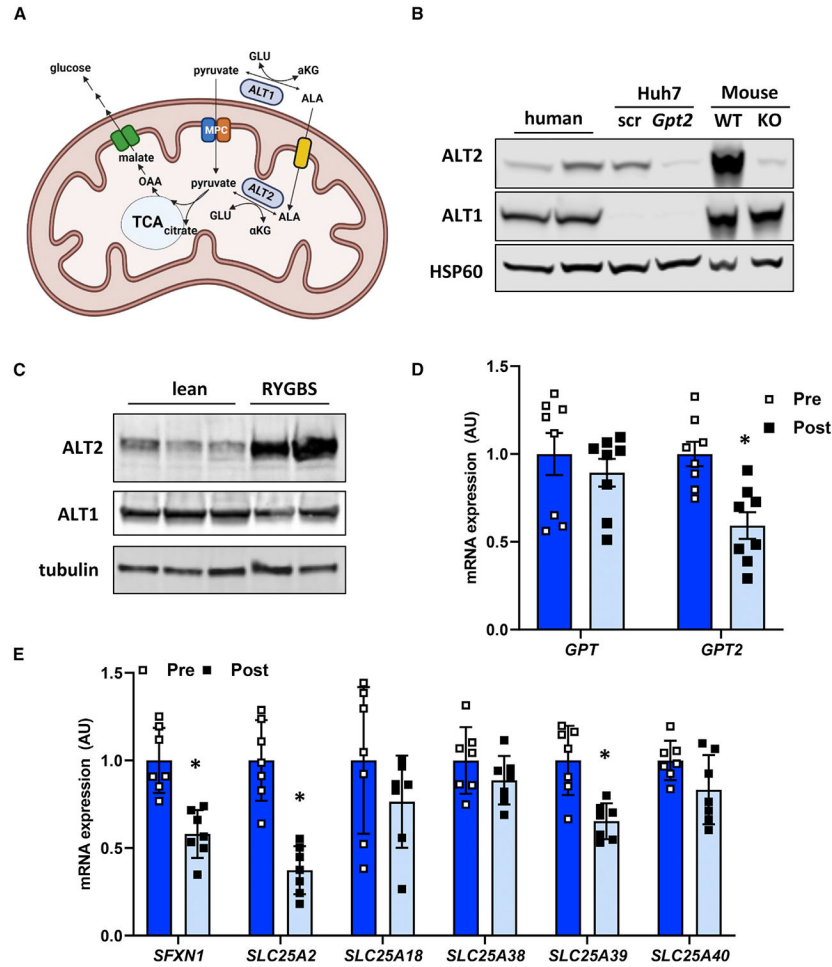 A
glucose
pyruvate
GLU
aKG
ALT1
ALA
MPC
malate
OAA
pyruvate
ALT2
TCA
citrate
GLU
αKG
ALA
B
human
Huh7
Mouse
scr
Gpt2
WT
KO
ALT2
ALT1
HSP60
C
lean
RYGBS
ALT2
ALT1
tubulin
D
mRNA expression (AU)
1.5
1.0
0.5
0.0
Pre
Post
*
GPT
GPT2
E
mRNA expression (AU)
1.5
1.0
0.5
0.0
Pre
Post
*
*
*
SFXN1
SLC25A2
SLC25A18
SLC25A38
SLC25A39
SLC25A40